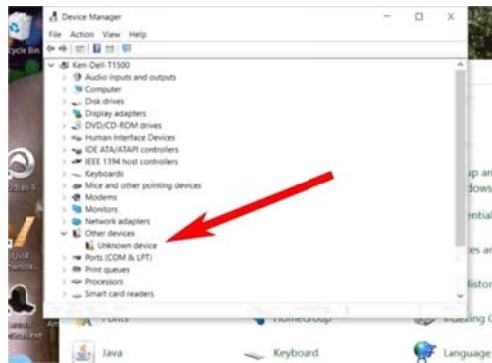 Device Manager
File Action View Help
Ken-Dell-T1500
Audio inputs and outputs
Computer
Disk drives
Display adapters
DVD/CD-ROM drives
Human Interface Devices
IDE ATA/ATAPI controllers
IEEE 1394 host controllers
Keyboards
Mice and other pointing devices
Modems
Monitors
Network adapters
Other devices
Unknown device
Ports (COM & LPT)
Print queues
Processors
Smart card readers
Java
Keyboard
Language